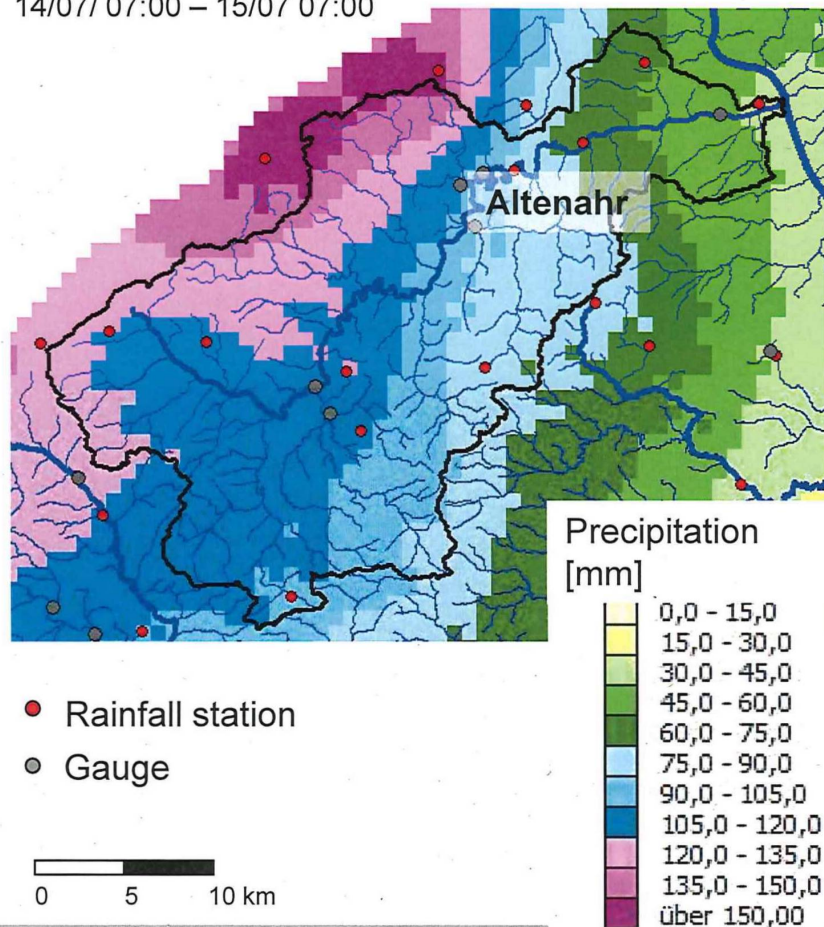 14/07/ 07:00 – 15/07 07:00
Altenahr
Precipitation
[mm]
0,0 - 15,0
15,0 - 30,0
30,0 - 45,0
45,0 - 60,0
60,0 - 75,0
75,0 - 90,0
90,0 - 105,0
105,0 - 120,0
120,0 - 135,0
135,0 - 150,0
über 150,00
Rainfall station
Gauge
0 5 10 km